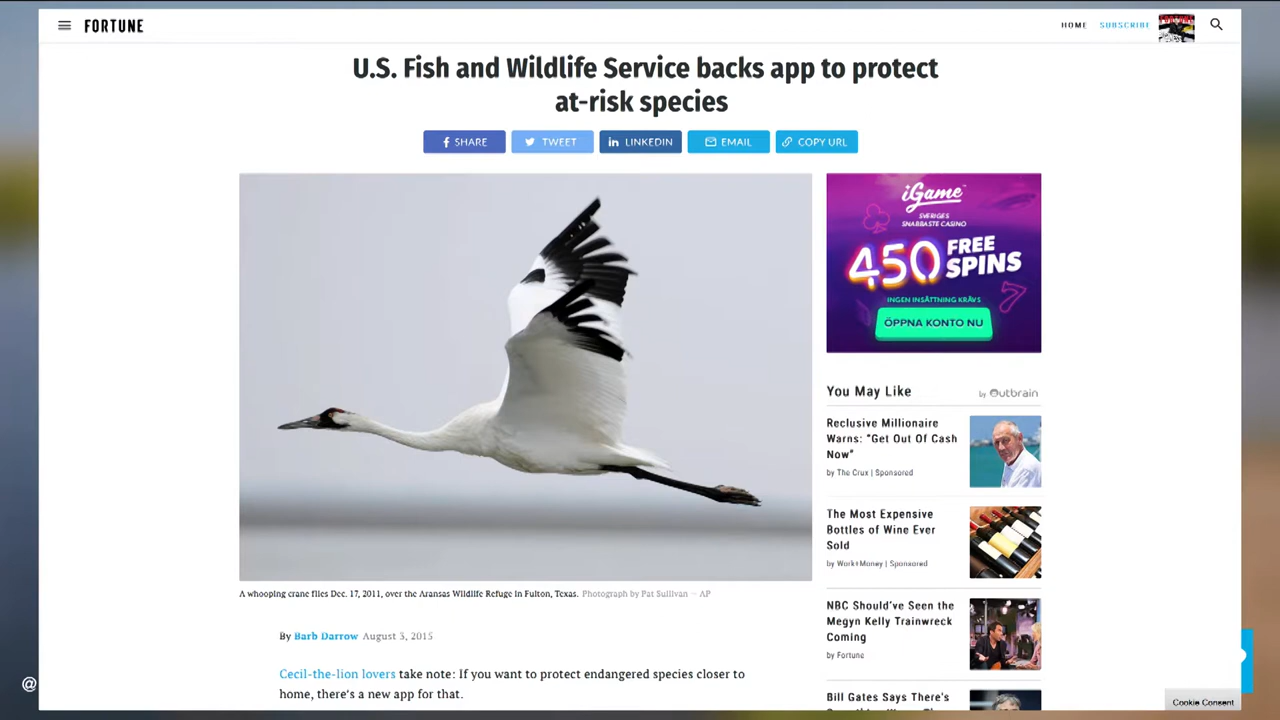 FORTUNE
HOME
SUBSCRIBE
U.S. Fish and Wildlife Service backs app to protect
at-risk species
SHARE
TWEET
LINKEDIN
EMAIL
COPY URL
iGame
SVERIGES
SNABBASTE CASINO
450 FREE
SPINS
INGEN INSÄTTNING KRÄVS
ÖPPNA KONTO NU
You May Like
by Outbrain
Reclusive Millionaire
Warns: "Get Out Of Cash
Now"
by The Crux | Sponsored
The Most Expensive
Bottles of Wine Ever
Sold
by Work+Money | Sponsored
NBC Should've Seen the
Megyn Kelly Trainwreck
Coming
by Fortune
Bill Gates Says There's
A whooping crane flies Dec. 17, 2011, over the Aransas Wildlife Refuge in Fulton, Texas. Photograph by Pat Sullivan — AP
By Barb Darrow August 3, 2015
Cecil-the-lion lovers take note: If you want to protect endangered species closer to
home, there's a new app for that.
@
Cookie Consent